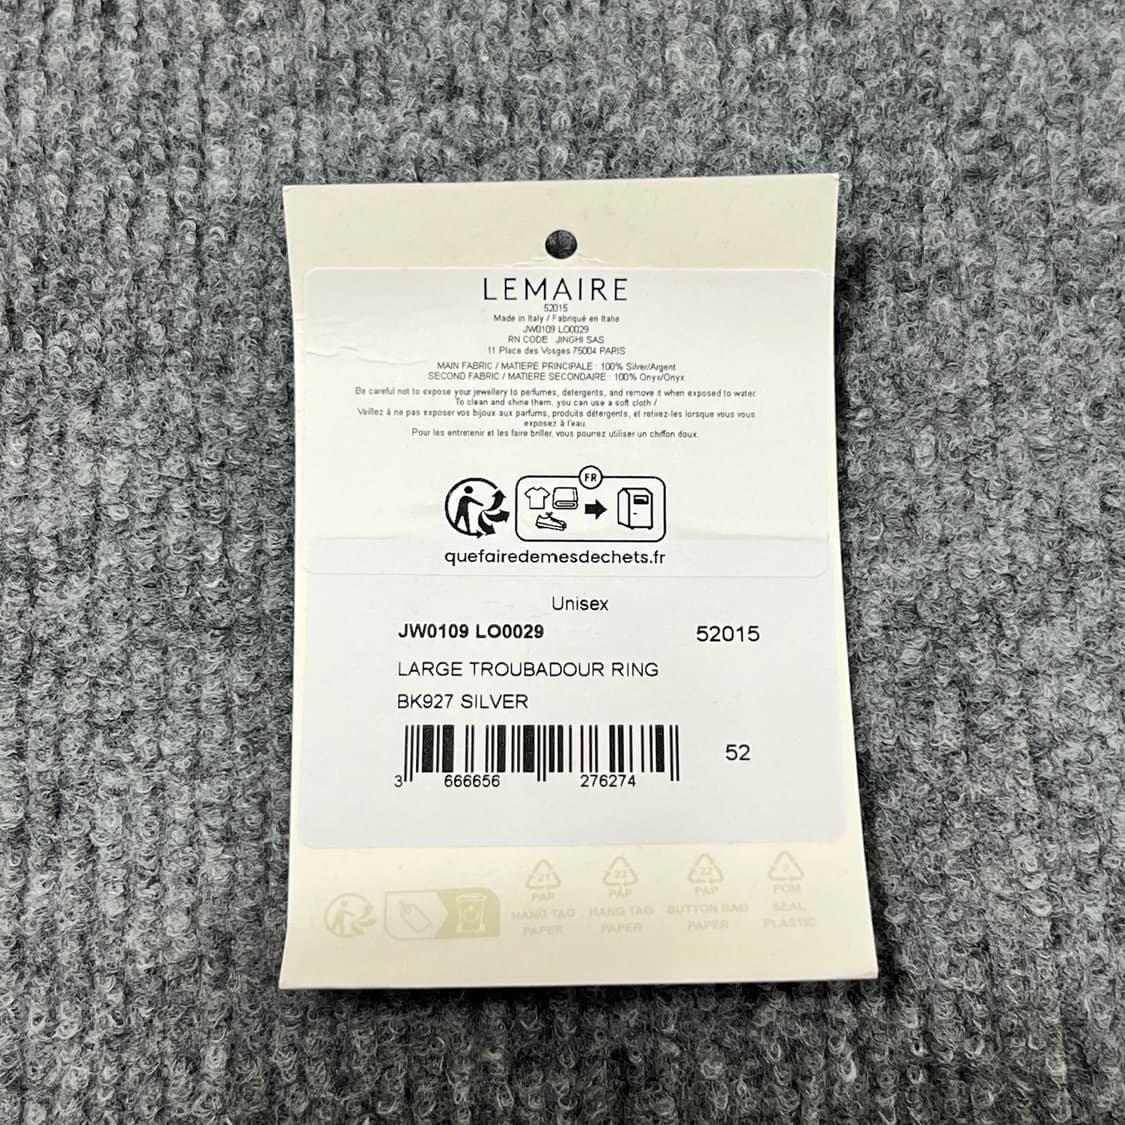 LEMAIRE
52015
Made in Italy / Fabriqué en Italia
JW0109 LO0029
RN CODE : JINGHI SAS
11 Place des Vosges 75004 PARIS
MAIN FABRIC / MATIERE PRINCIPALE : 100% Silver/Argent
SECOND FABRIC / MATIERE SECONDAIRE : 100% Onyx/Onyx
Be careful not to expose your jewellery to perfumes, detergents, and remove it when exposed to water.
To clean and shine them, you can use a soft cloth /
Veillez à ne pas exposer vos bijoux aux parfums, produits détergents, et retirez-les lorsque vous vous
exposez à l'eau.
Pour les entretenir et les faire briller, vous pourrez utiliser un chiffon doux.
FR
quefairedemesdechets.fr
Unisex
JW0109 LO0029 52015
LARGE TROUBADOUR RING
BK927 SILVER
52
3 666656 276274
21 22 22 7
PAP PAP PAP POM
HANG TAG HANG TAG BUTTON BAG SEAL
PAPER PAPER PAPER PLASTIC